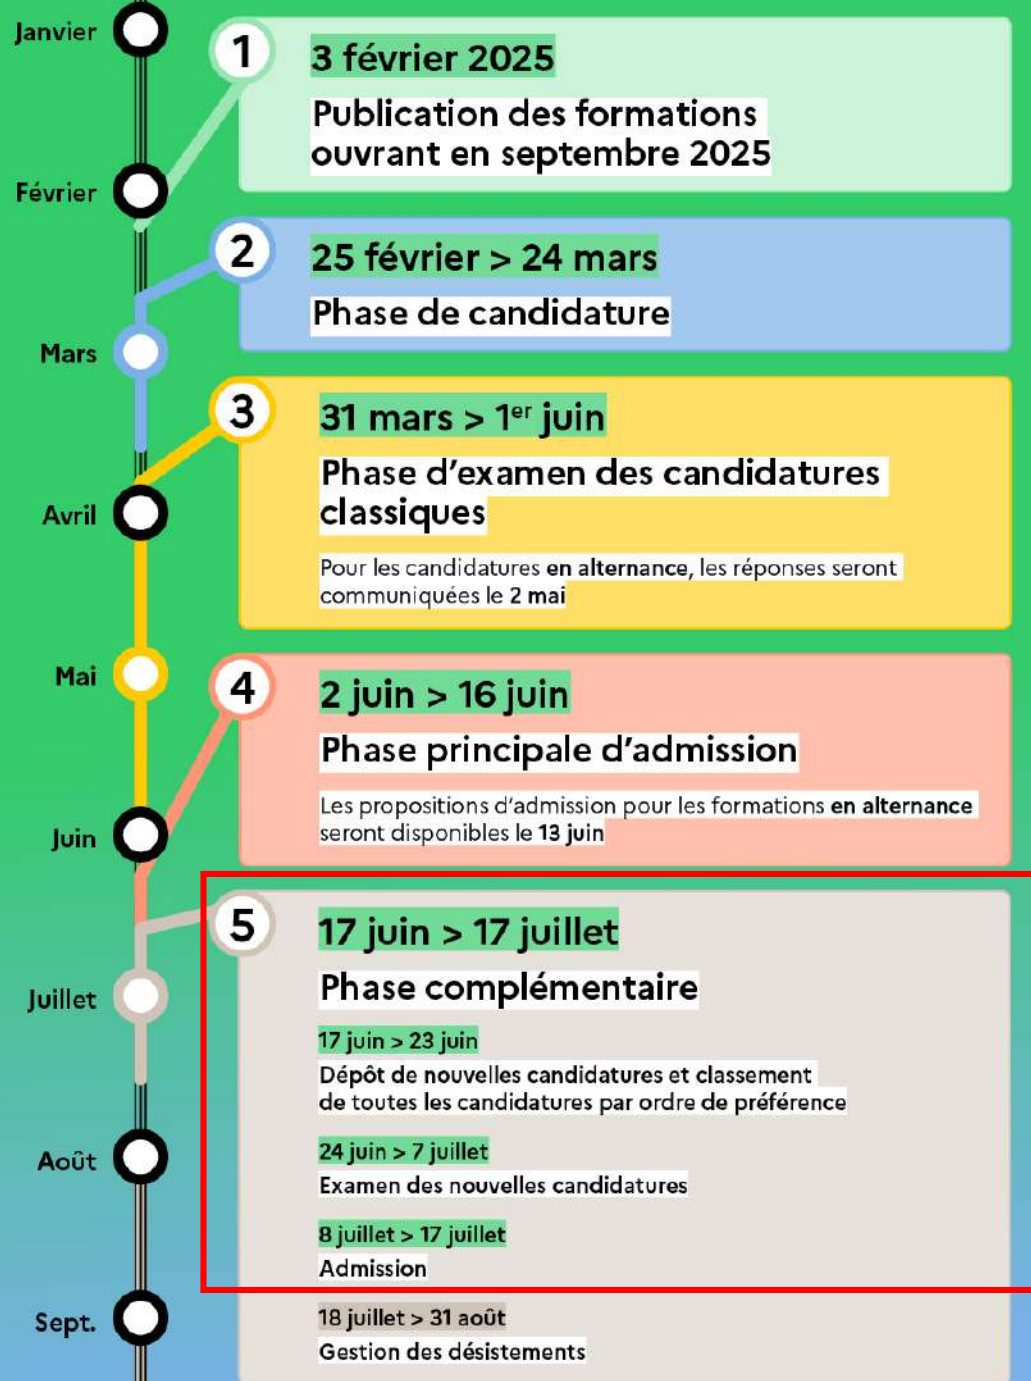 Janvier
1
3 février 2025
Publication des formations
ouvrant en septembre 2025
Février
2
25 février > 24 mars
Phase de candidature
Mars
3
31 mars > 1er juin
Phase d'examen des candidatures
classiques
Avril
Pour les candidatures en alternance, les réponses seront
communiquées le 2 mai
Mai
4
2 juin > 16 juin
Phase principale d'admission
Les propositions d'admission pour les formations en alternance
seront disponibles le 13 juin
Juin
5
17 juin > 17 juillet
Phase complémentaire
Juillet
17 juin > 23 juin
Dépôt de nouvelles candidatures et classement
de toutes les candidatures par ordre de préférence
Août
24 juin > 7 juillet
Examen des nouvelles candidatures
8 juillet > 17 juillet
Admission
Sept.
18 juillet > 31 août
Gestion des désistements